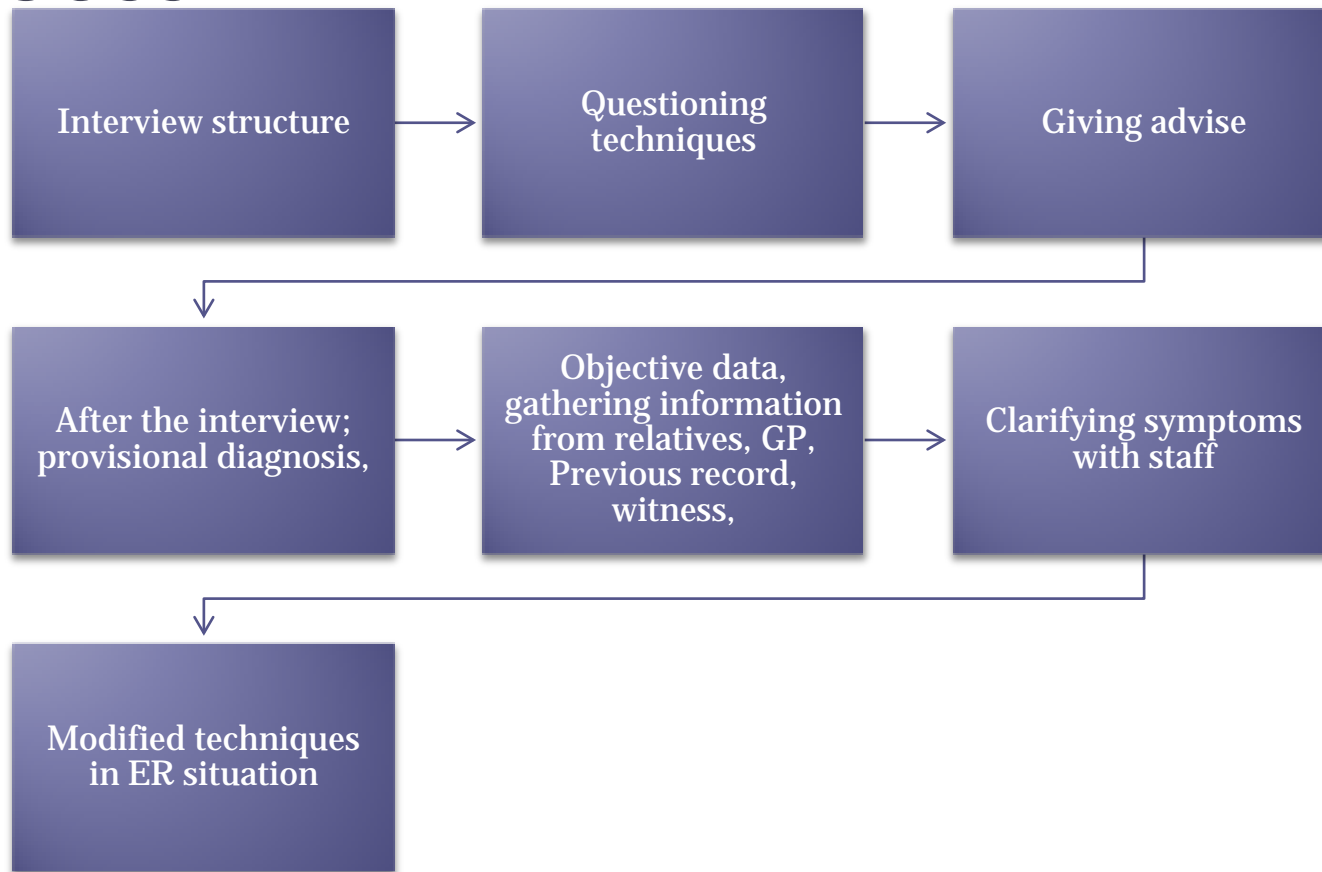 Interview structure
Questioning
techniques
Giving advise
After the interview;
provisional diagnosis,
Objective data,
gathering information
from relatives, GP,
Previous record,
witness,
Clarifying symptoms
with staff
Modified techniques
in ER situation